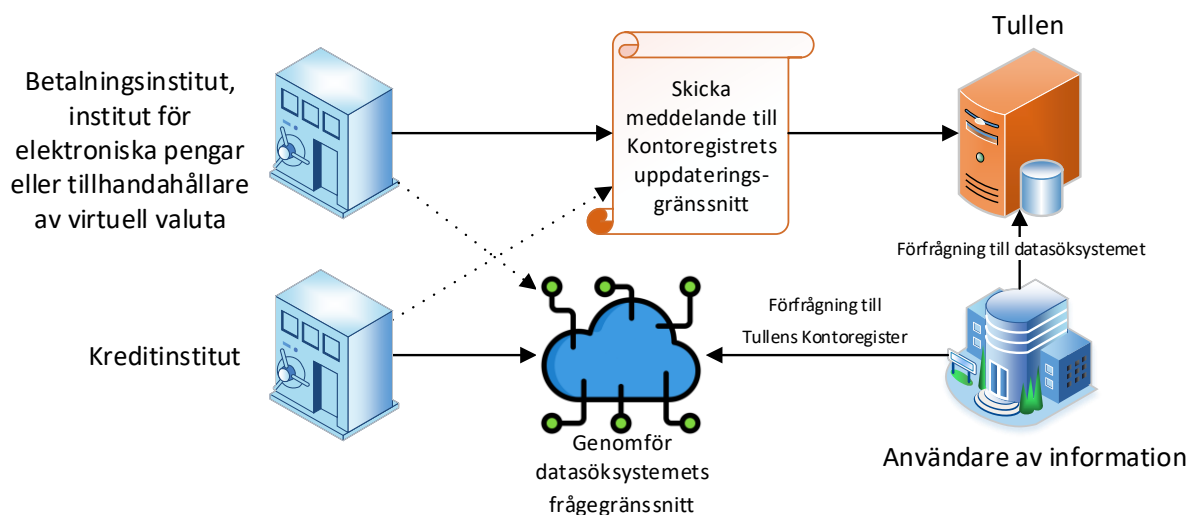 Tullen
Betalningsinstitut,
institut för
elektroniska pengar
eller tillhandahållare
av virtuell valuta
Skicka
meddelande till
Kontoregistrets
uppdaterings-
gränssnitt
Förfrågning till datasöksystemet
Kreditinstitut
Förfrågning till
Tullens Kontoregister
Genomför
datasöksystemets
frågegränssnitt
Användare av information